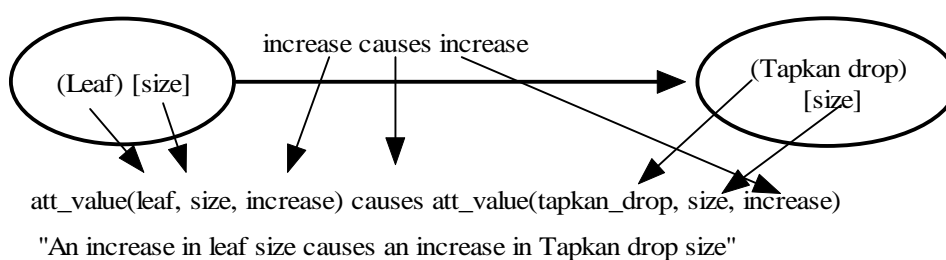 increase causes increase
(Leaf) [size]
(Tapkan drop)
[size]
att_value(leaf, size, increase) causes att_value(tapkan_drop, size, increase)
"An increase in leaf size causes an increase in Tapkan drop size"